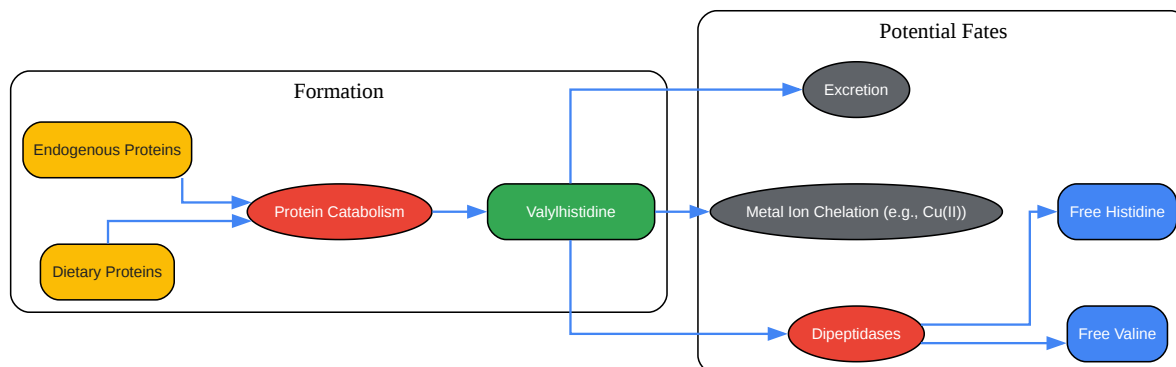 Potential Fates
Formation
Excretion
Endogenous Proteins
Protein Catabolism
Valylhistidine
Metal Ion Chelation (e.g., Cu(II))
Free Histidine
Dietary Proteins
Dipeptidases
Free Valine